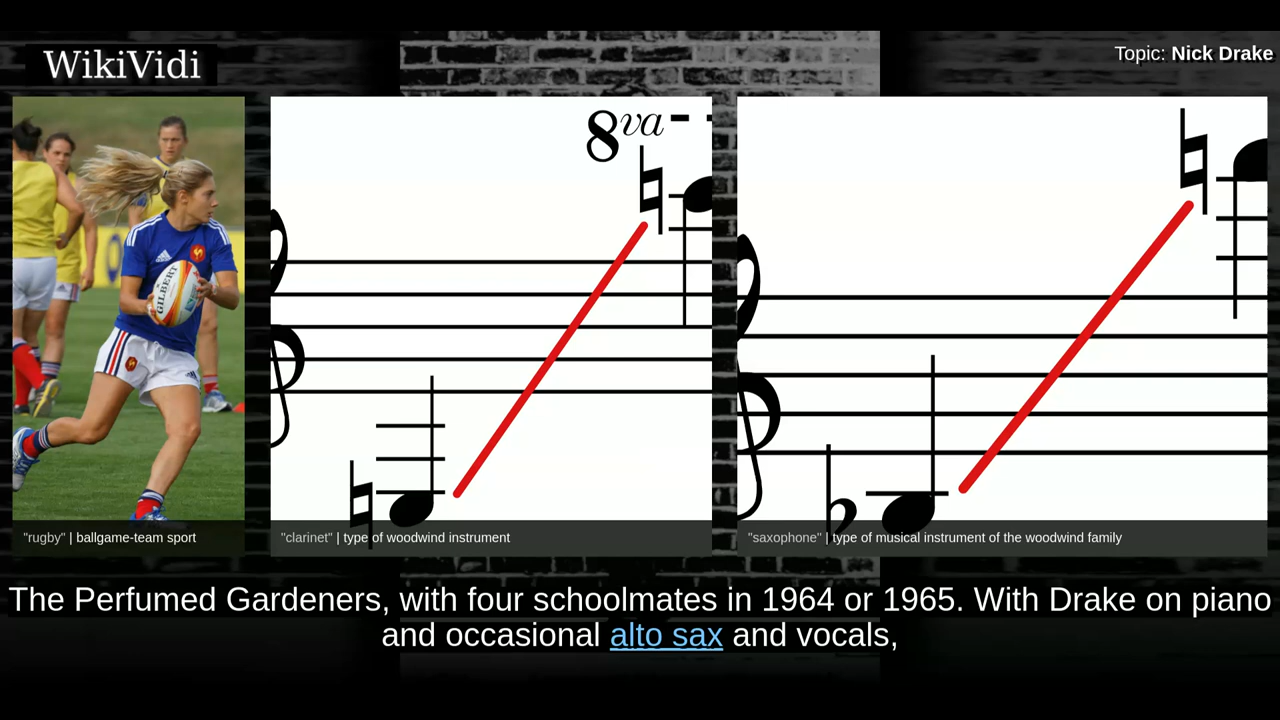 WikiVidi
Topic: Nick Drake
GILBERT
8va
"rugby" | ballgame-team sport
"clarinet" | type of woodwind instrument
"saxophone" | type of musical instrument of the woodwind family
The Perfumed Gardeners, with four schoolmates in 1964 or 1965. With Drake on piano
and occasional alto sax and vocals,